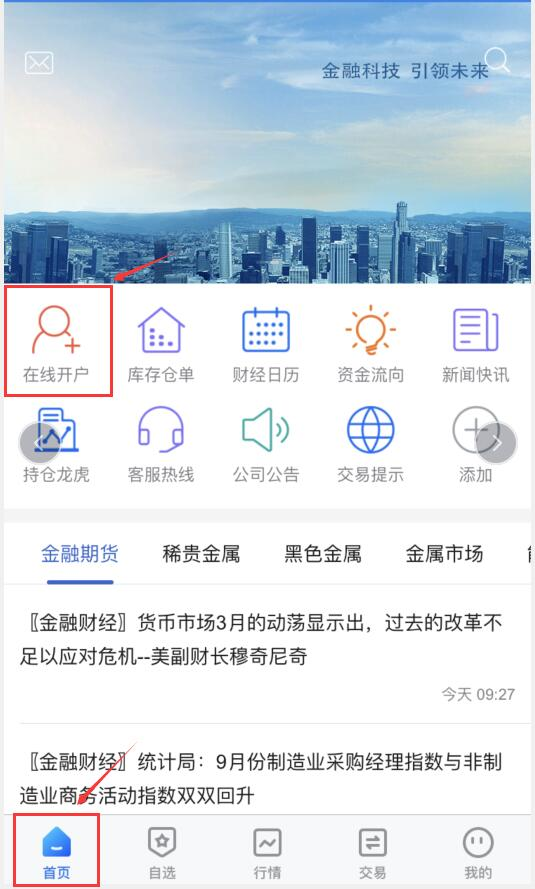 金融科技 引领未来
在线开户 库存仓单 财经日历 资金流向 新闻快讯
持仓龙虎 客服热线 公司公告 交易提示 添加
金融期货 稀贵金属 黑色金属 金属市场
〖金融财经〗货币市场3月的动荡显示出，过去的改革不
足以应对危机--美副财长穆奇尼奇
今天 09:27
〖金融财经〗统计局：9月份制造业采购经理指数与非制
造业商务活动指数双双回升
首页 自选 行情 交易 我的